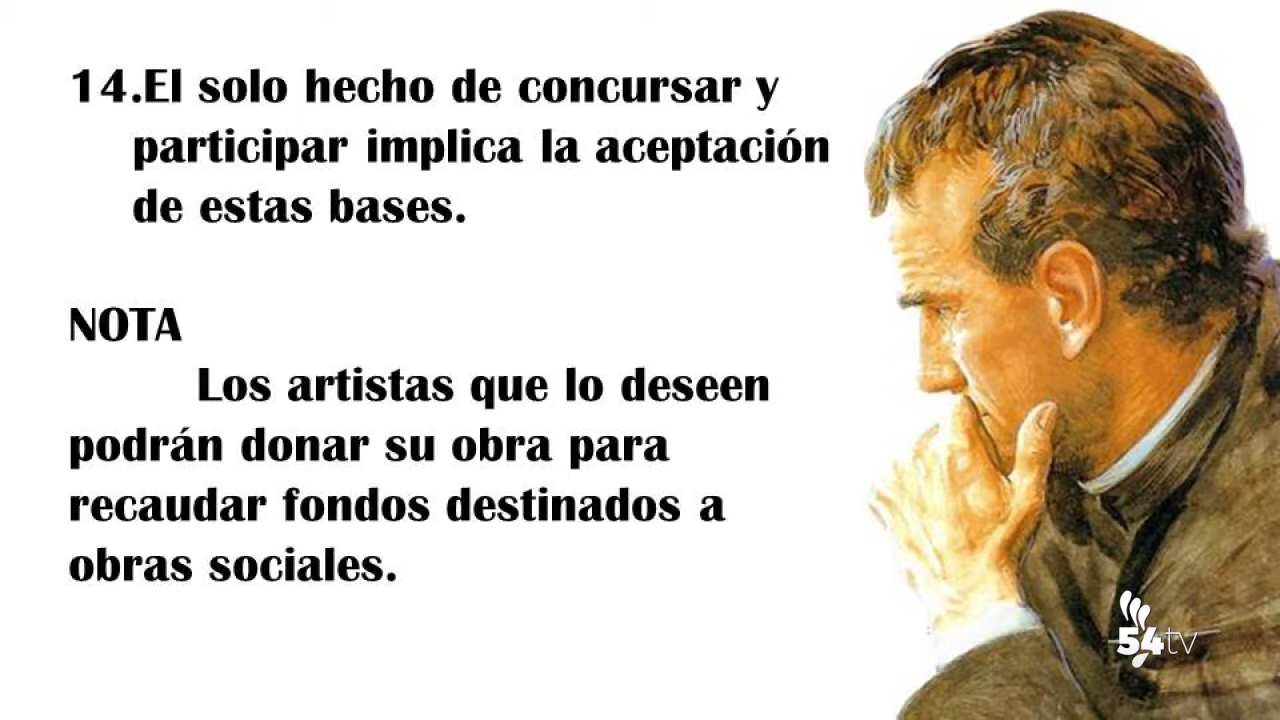 14.El solo hecho de concursar y
participar implica la aceptación
de estas bases.
NOTA
Los artistas que lo deseen
podrán donar su obra para
recaudar fondos destinados a
obras sociales.
54tv